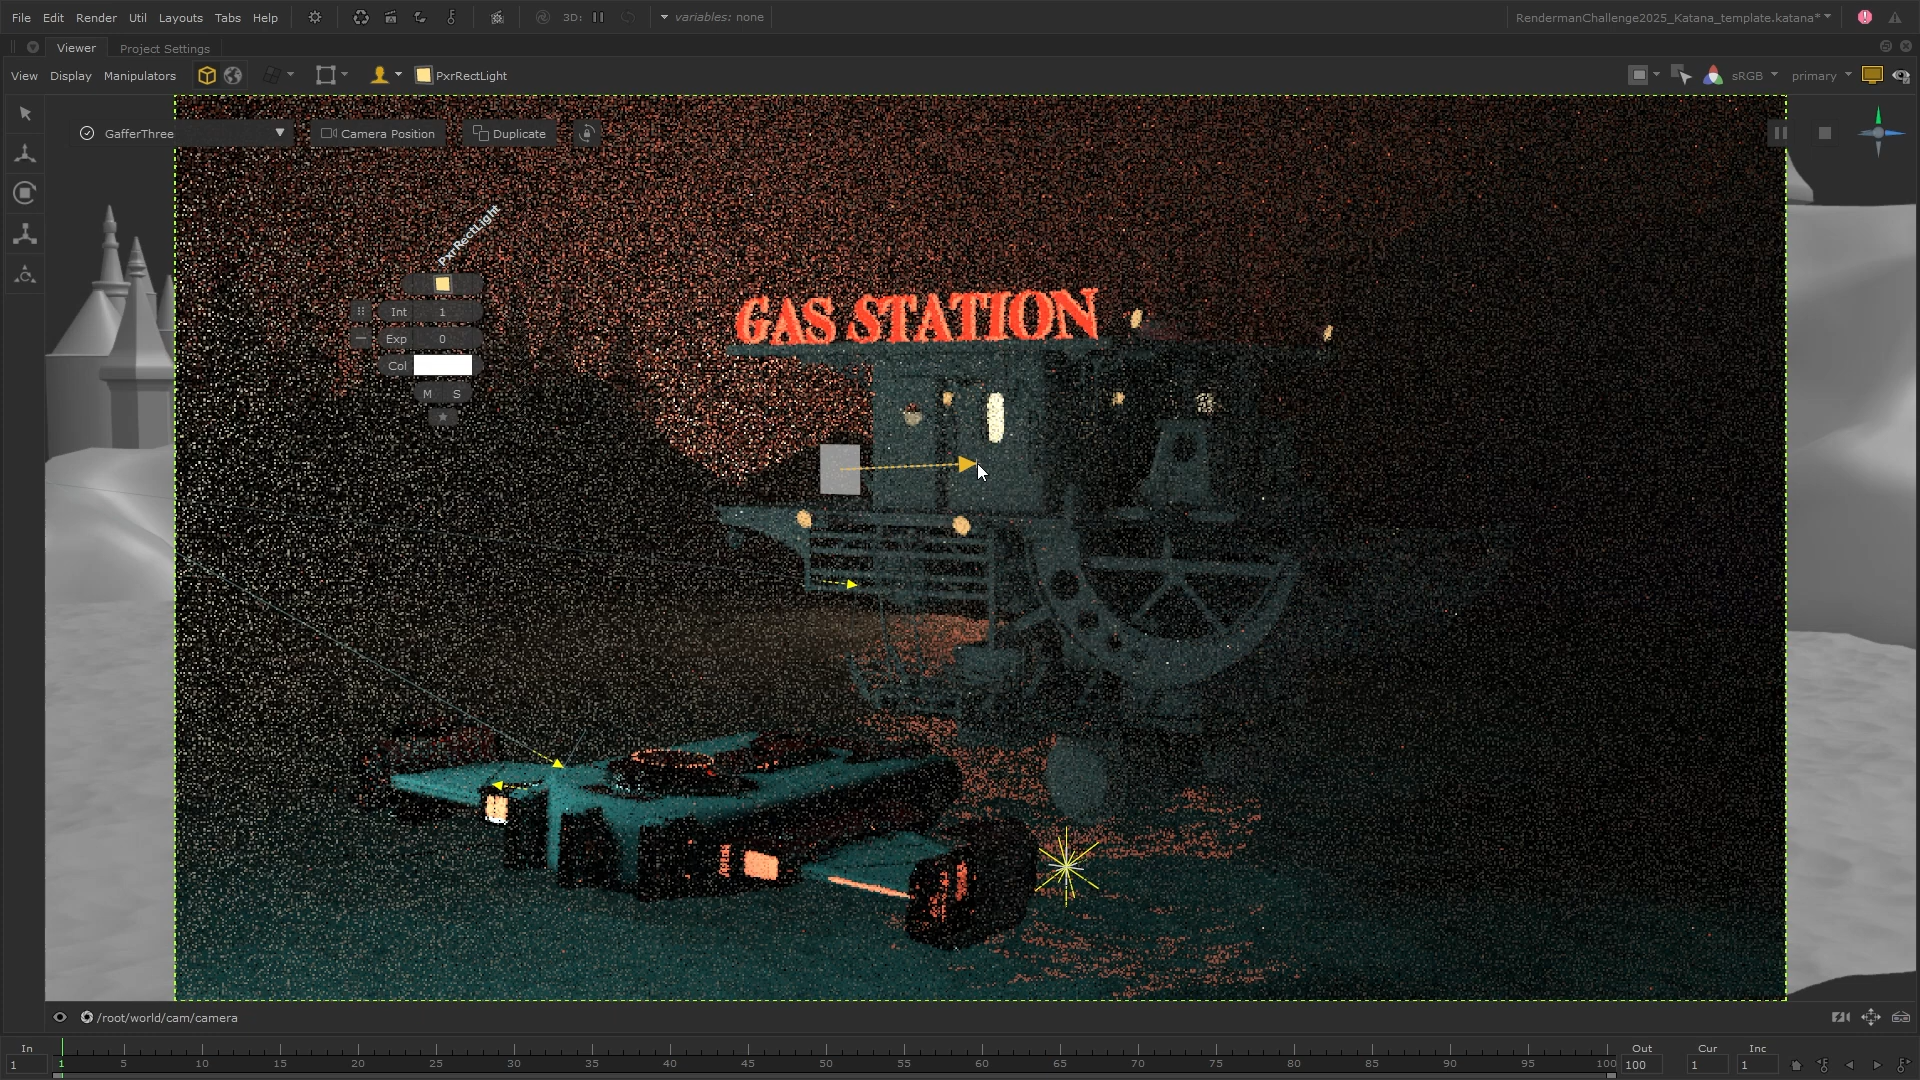 File Edit Render Util Layouts Tabs Help 3D: variables: none RendermanChallenge2025_Katana_template.katana*
Viewer Project Settings
View Display Manipulators PxrRectLight sRGB primary
GafferThree Camera Position Duplicate
PxrRectLight
Int 1
Exp 0
Col
M S
GAS STATION
/root/world/cam/camera
In Out Cur Inc
1 1 5 10 15 20 25 30 35 40 45 50 55 60 65 70 75 80 85 90 95 100 100 1 1